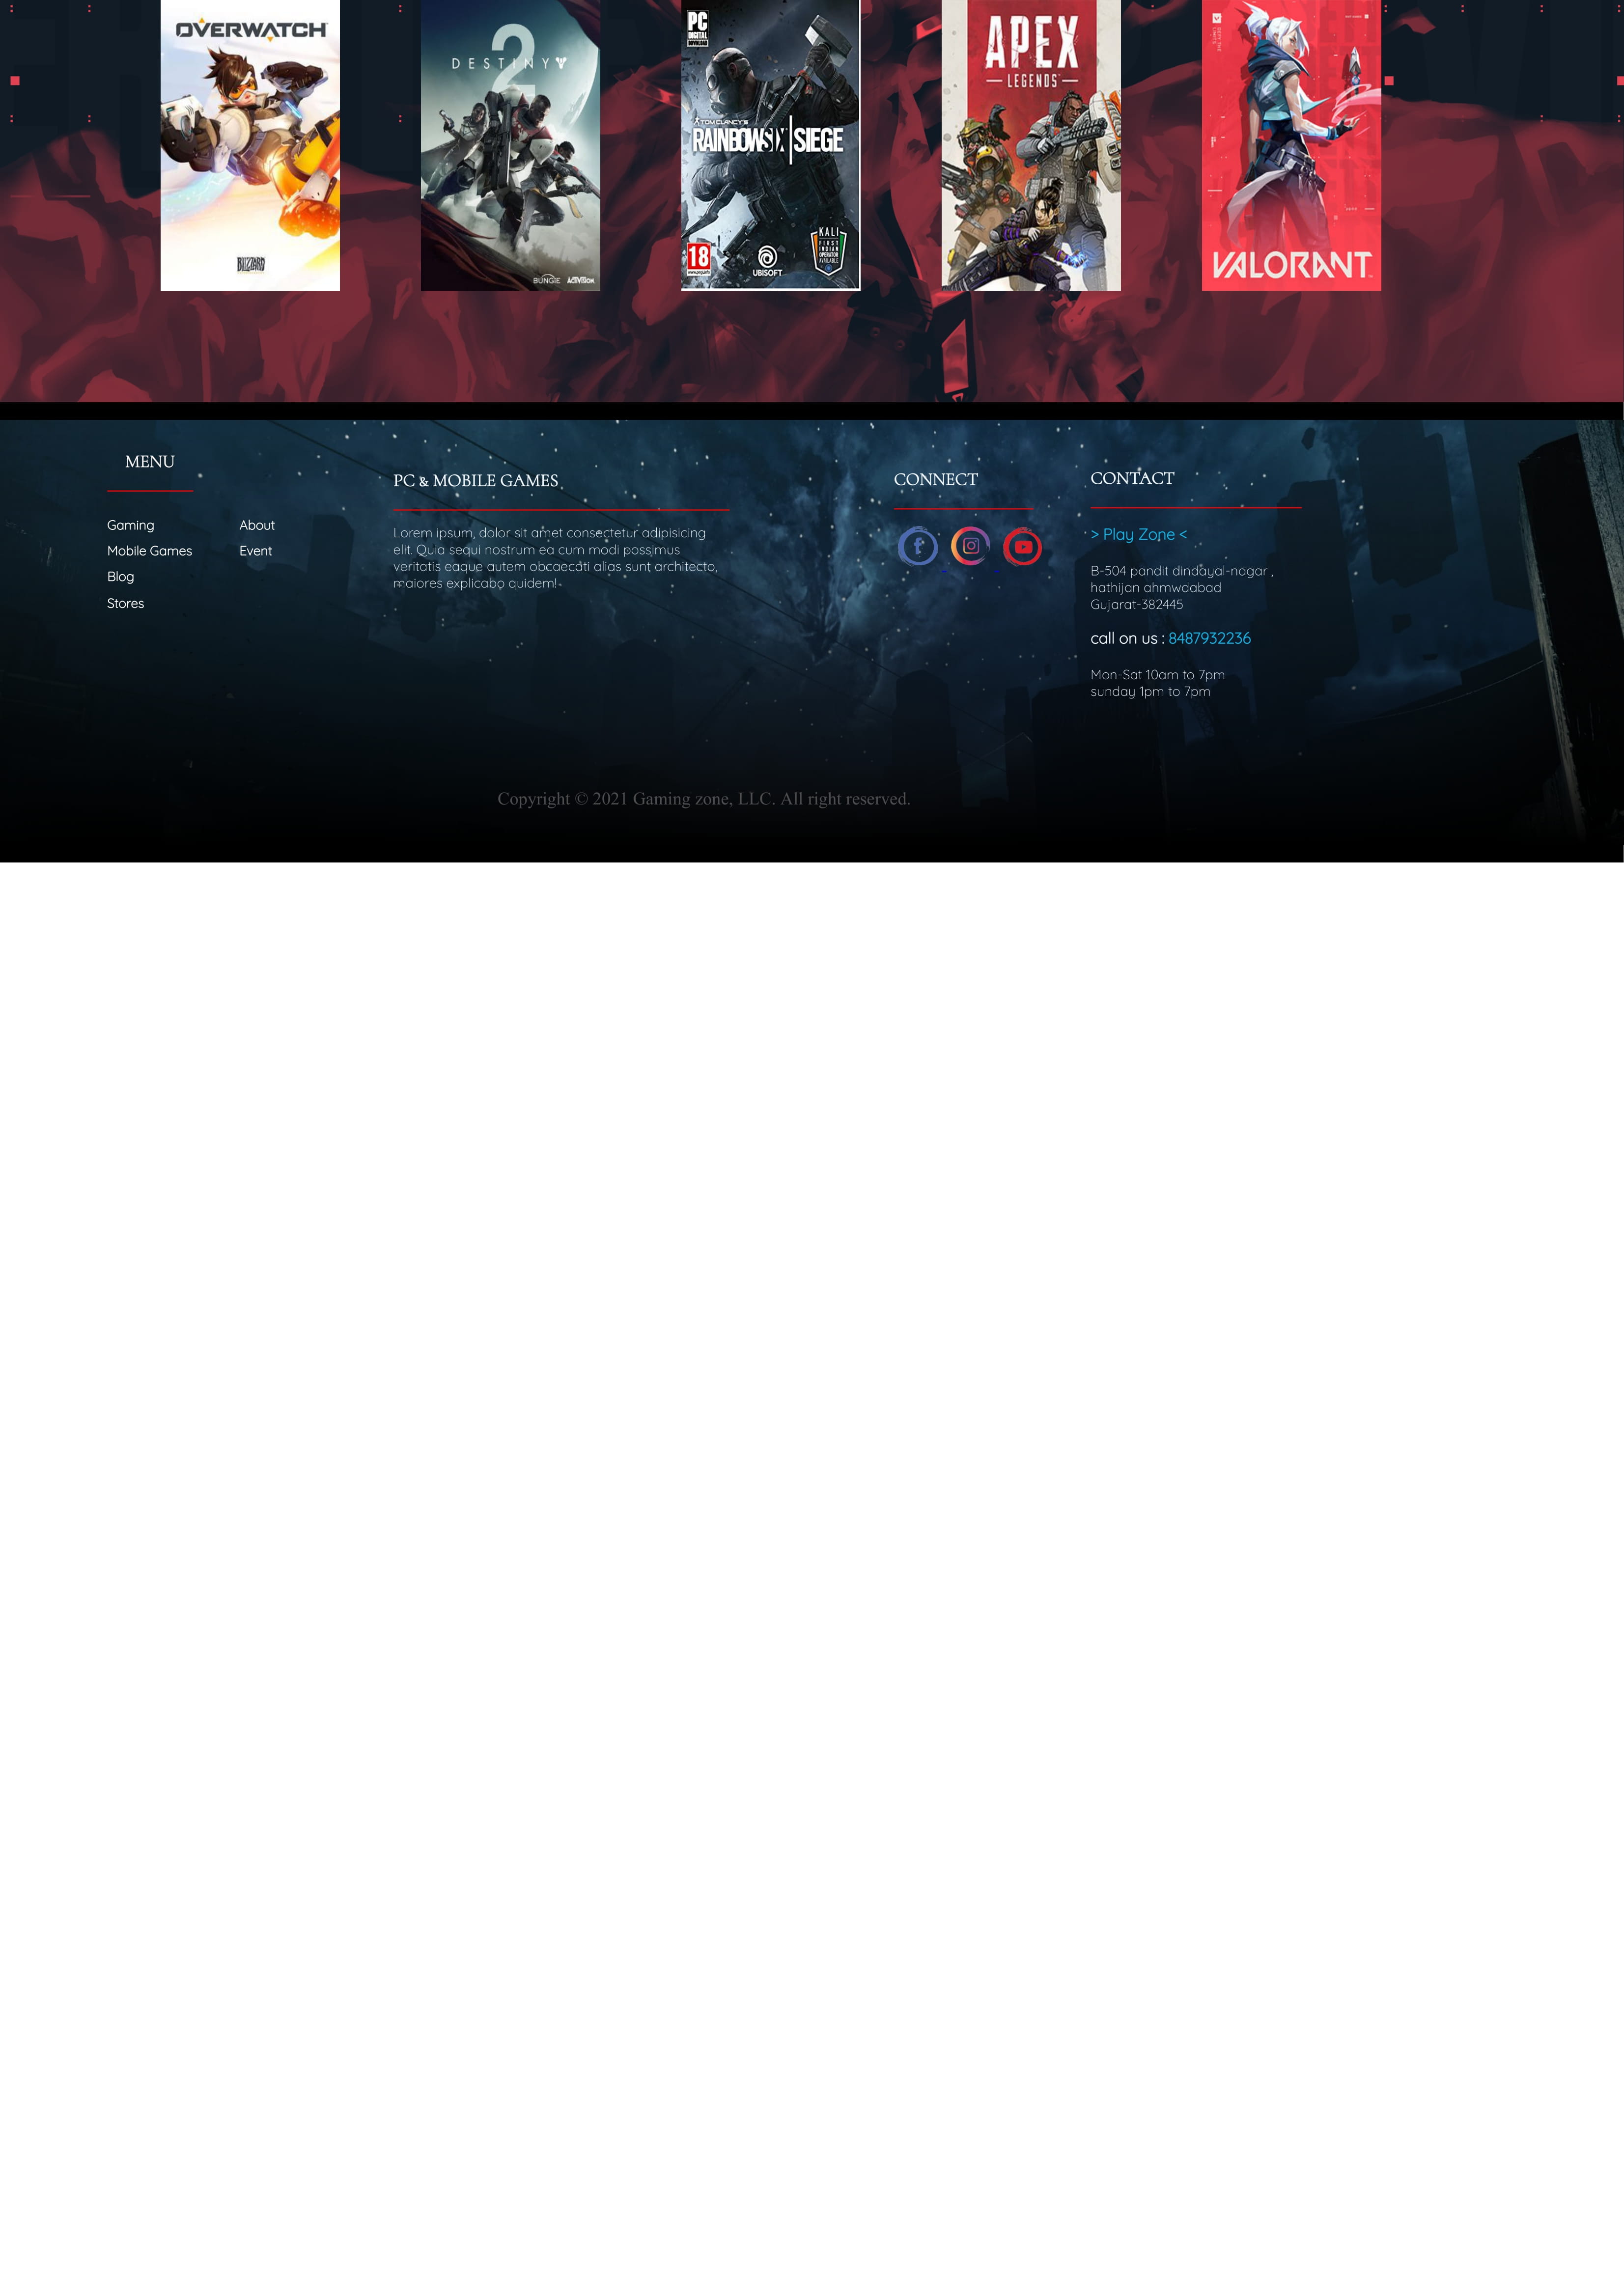 OVERWATCH
BLIZZARD
2
DESTINY
BUNGIE ACTIVISION
PC
DIGITAL
DOWNLOAD
TOM CLANCY'S
RAINBOW SIX | SIEGE
18
UBISOFT
KALI
FIRST
INDIAN
OPERATOR
AVAILABLE
APEX
LEGENDS
VALORANT
MENU
Gaming
Mobile Games
Blog
Stores
About
Event
PC & MOBILE GAMES
Lorem ipsum, dolor sit amet consectetur adipisicing
elit. Quia sequi nostrum ea cum modi possimus
veritatis eaque autem obcaecati alias sunt architecto,
maiores explicabo quidem!
CONNECT
CONTACT
> Play Zone <
B-504 pandit dindayal-nagar ,
hathijan ahmwdabad
Gujarat-382445
call on us : 8487932236
Mon-Sat 10am to 7pm
sunday 1pm to 7pm
Copyright © 2021 Gaming zone, LLC. All right reserved.